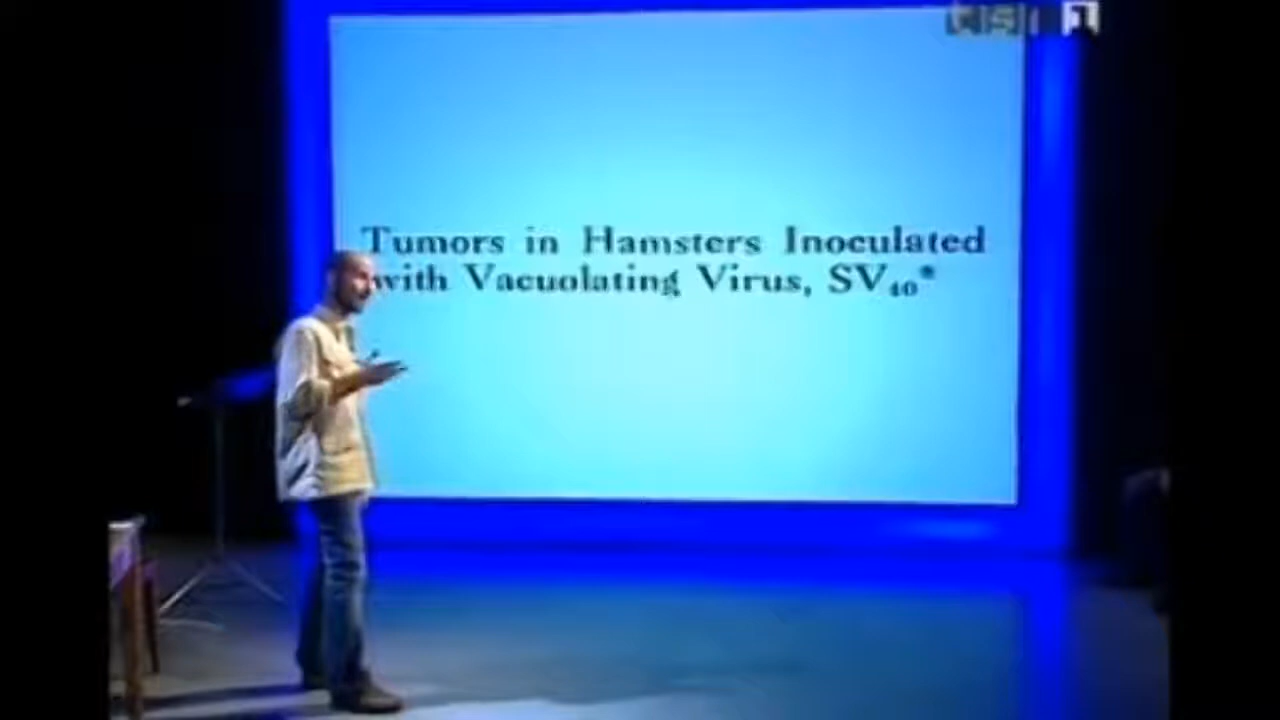 Tumors in Hamsters Inoculated
with Vacuolating Virus, SV₄₀*